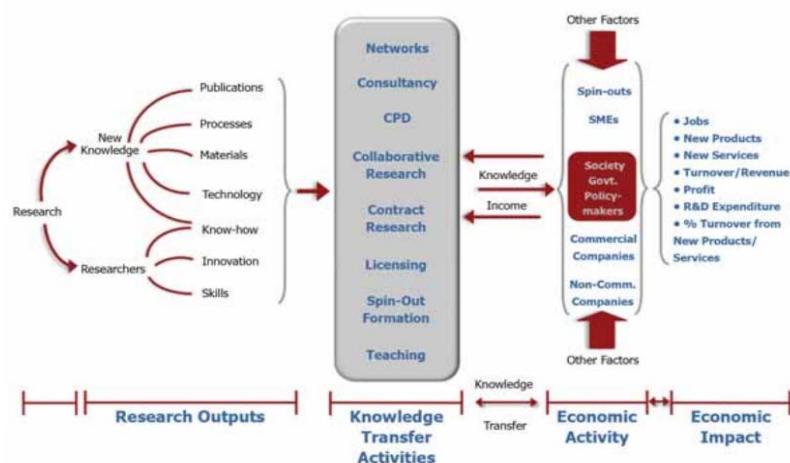 Research
New
Knowledge
Researchers
Publications
Processes
Materials
Technology
Know-how
Innovation
Skills
Networks
Consultancy
CPD
Collaborative
Research
Contract
Research
Licensing
Spin-Out
Formation
Teaching
Knowledge
Income
Other Factors
Spin-outs
SMEs
Society
Govt.
Policy-
makers
Commercial
Companies
Non-Comm.
Companies
Other Factors
• Jobs
• New Products
• New Services
• Turnover/Revenue
• Profit
• R&D Expenditure
• % Turnover from
New Products/
Services
Research Outputs
Knowledge
Transfer
Activities
Knowledge
Transfer
Economic
Activity
Economic
Impact